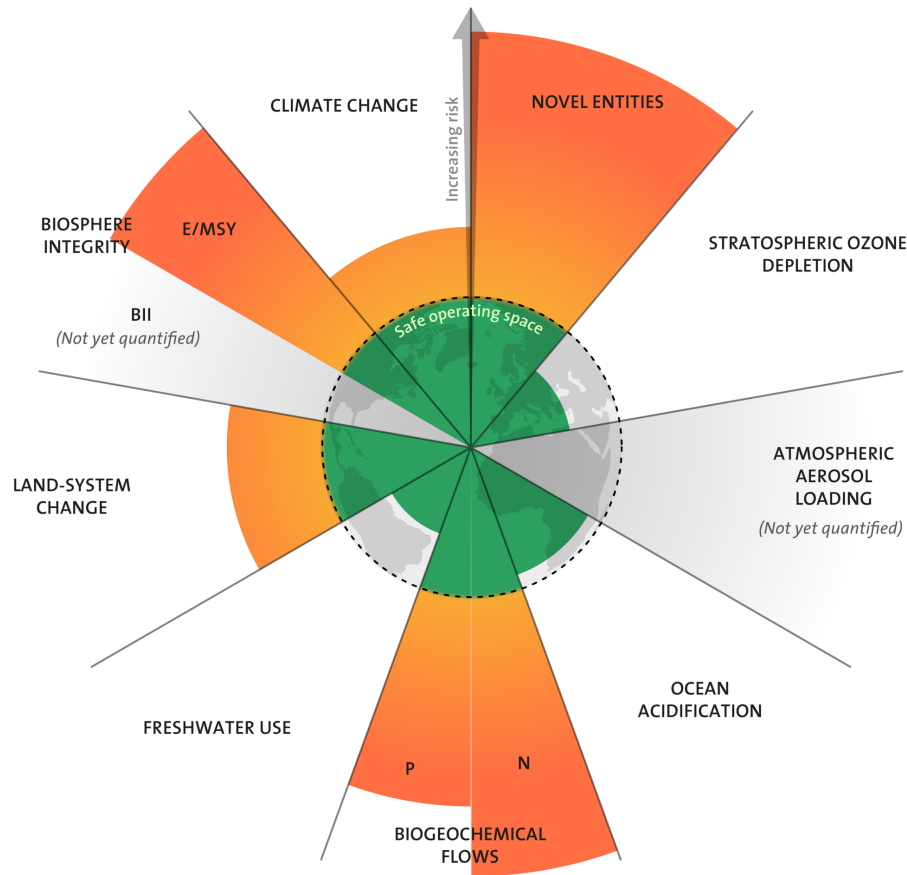 CLIMATE CHANGE
Increasing risk
NOVEL ENTITIES
STRATOSPHERIC OZONE
DEPLETION
BIOSPHERE
INTEGRITY
E/MSY
BII
(Not yet quantified)
Safe operating space
ATMOSPHERIC
AEROSOL
LOADING
(Not yet quantified)
LAND-SYSTEM
CHANGE
OCEAN
ACIDIFICATION
FRESHWATER USE
P
N
BIOGEOCHEMICAL
FLOWS